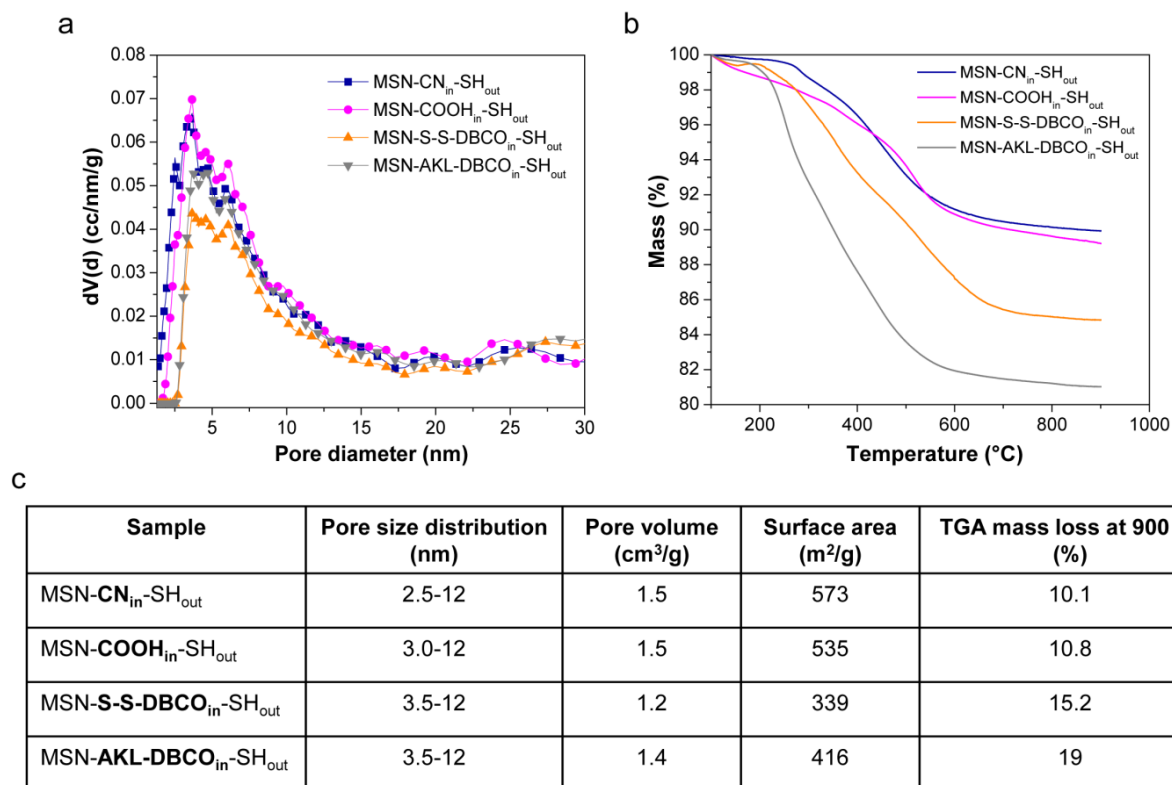 a
b
0.08
0.07
0.06
0.05
0.04
0.03
0.02
0.01
0.00
dV(d) (cc/nm/g)
MSN-CNin-SHout
MSN-COOHin-SHout
MSN-S-S-DBCOin-SHout
MSN-AKL-DBCOin-SHout
5 10 15 20 25 30
Pore diameter (nm)
100
98
96
94
92
90
88
86
84
82
80
Mass (%)
MSN-CNin-SHout
MSN-COOHin-SHout
MSN-S-S-DBCOin-SHout
MSN-AKL-DBCOin-SHout
200 400 600 800 1000
Temperature (°C)
c
Sample Pore size distribution Pore volume Surface area TGA mass loss at 900
(nm) (cm³/g) (m²/g) (%)
MSN-CNin-SHout 2.5-12 1.5 573 10.1
MSN-COOHin-SHout 3.0-12 1.5 535 10.8
MSN-S-S-DBCOin-SHout 3.5-12 1.2 339 15.2
MSN-AKL-DBCOin-SHout 3.5-12 1.4 416 19